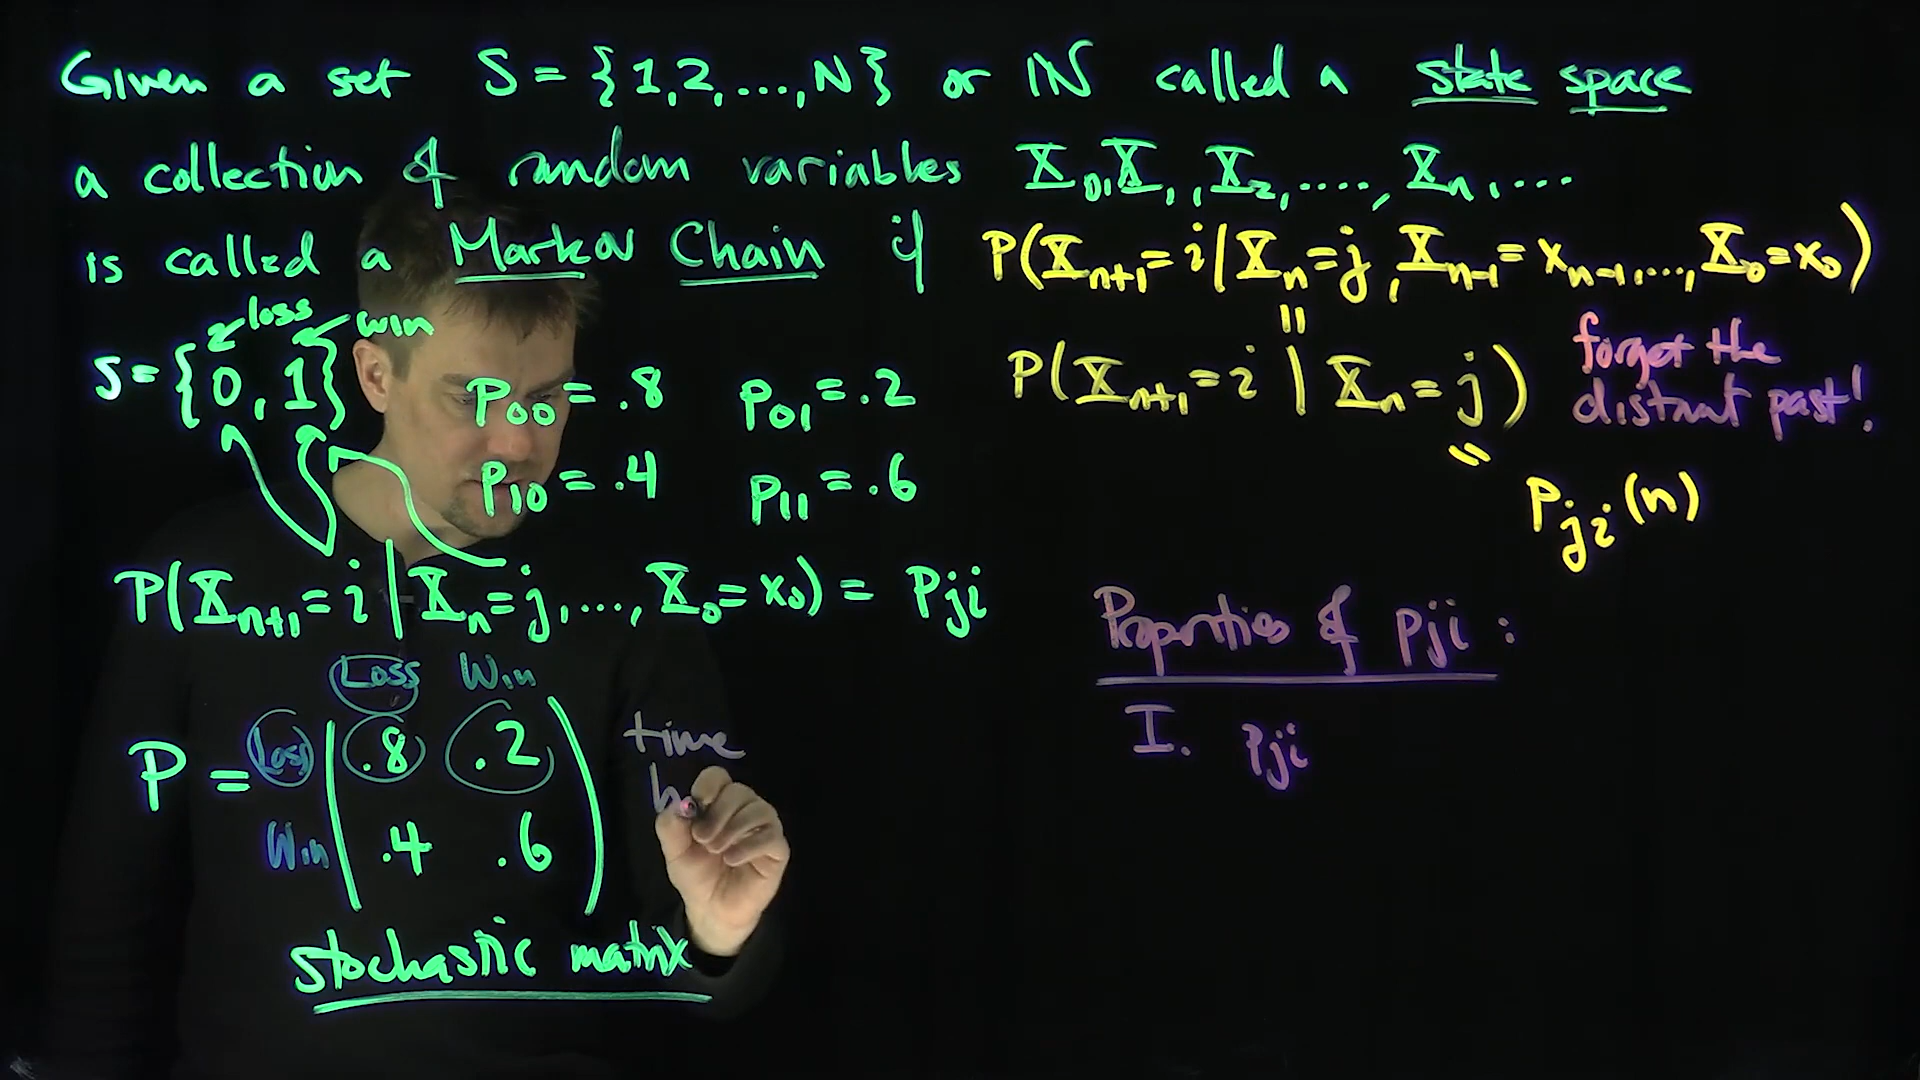 Given a set S = {1,2,...,N} or ℕ called a state space
a collection of random variables X₀,X₁,X₂,....,Xₙ,...
is called a Markov Chain if P(Xₙ₊₁=i|Xₙ=j,Xₙ₋₁=xₙ₋₁,...,X₀=x₀)
=
P(Xₙ₊₁=i|Xₙ=j)
forget the
distant past!
=
Pji(n)
loss win
S={0,1}
P00=.8 P01=.2
P10=.4 P11=.6
P(Xₙ₊₁=i|Xₙ=j,...,X₀=x₀)=Pji
Loss Win
P = Loss (.8 .2)
Win (.4 .6)
stochastic matrix
time
h
Properties of Pji:
I. Pji